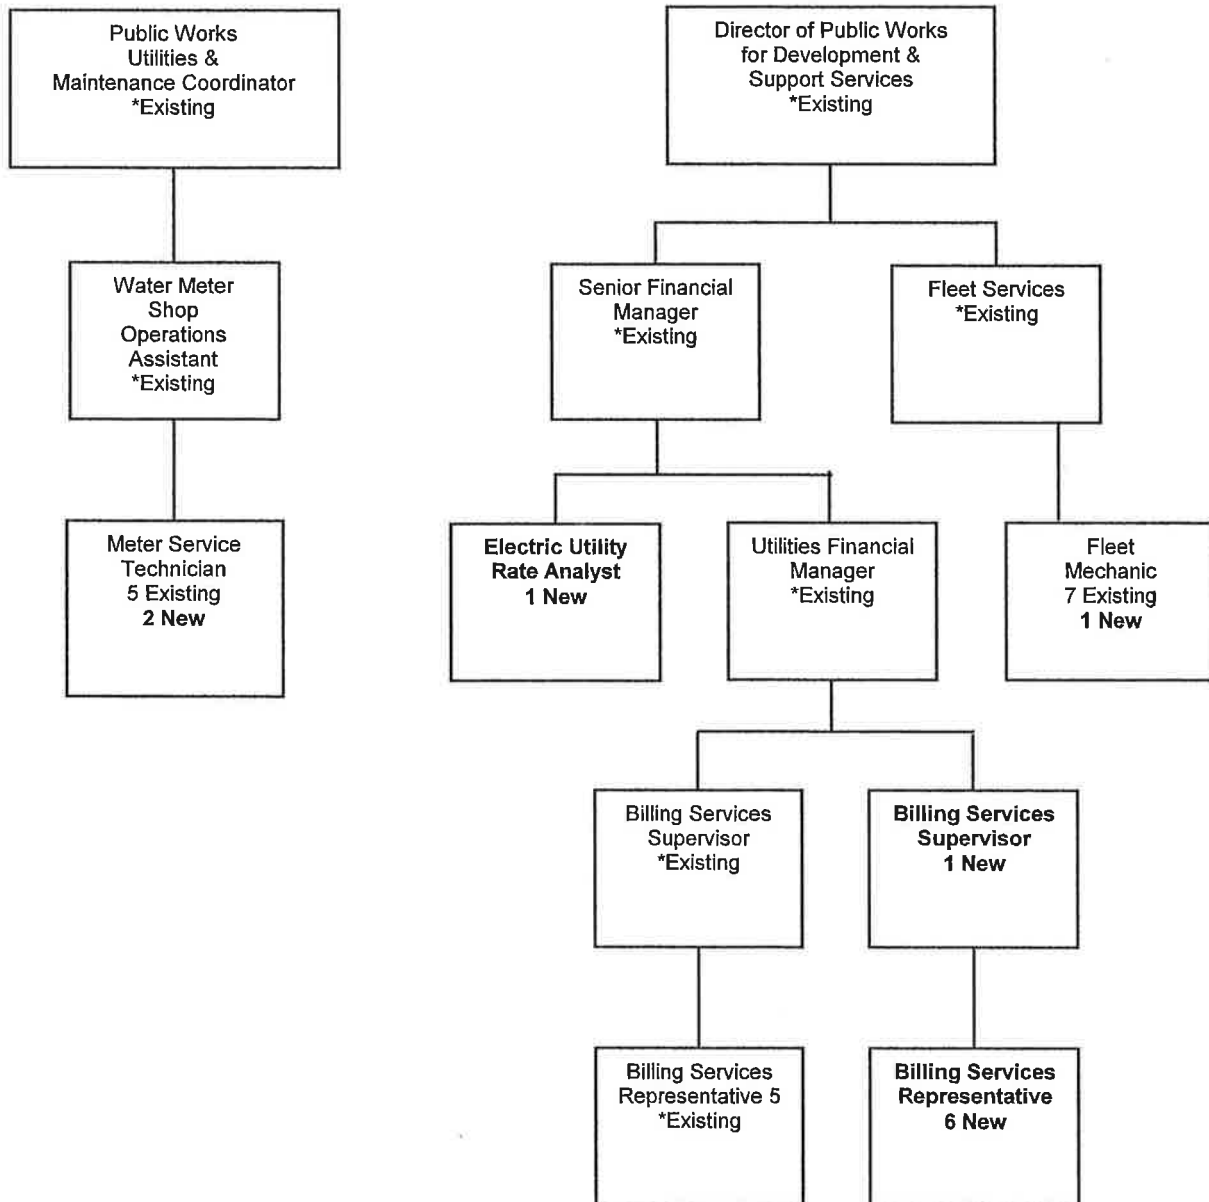 Public Works
Utilities &
Maintenance Coordinator
*Existing
Director of Public Works
for Development &
Support Services
*Existing
Water Meter
Shop
Operations
Assistant
*Existing
Senior Financial
Manager
*Existing
Fleet Services
*Existing
Meter Service
Technician
5 Existing
2 New
Electric Utility
Rate Analyst
1 New
Utilities Financial
Manager
*Existing
Fleet
Mechanic
7 Existing
1 New
Billing Services
Supervisor
*Existing
Billing Services
Supervisor
1 New
Billing Services
Representative 5
*Existing
Billing Services
Representative
6 New